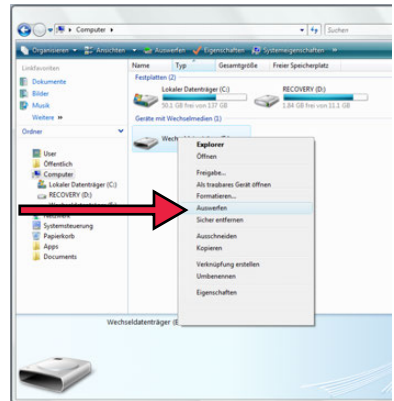 Computer
Suchen
Organisieren Ansichten Auswerfen Eigenschaften Systemeigenschaften
Linkfavoriten
Dokumente
Bilder
Musik
Weitere
Ordner
User
Öffentlich
Computer
Lokaler Datenträger (C:)
RECOVERY (D:)
Systemsteuerung
Papierkorb
Apps
Documents
Name Typ Gesamtgröße Freier Speicherplatz
Festplatten (2)
Lokaler Datenträger (C:)
50.1 GB frei von 137 GB
RECOVERY (D:)
1.84 GB frei von 11.1 GB
Geräte mit Wechselmedien (1)
Explorer
Öffnen
Freigabe...
Als tragbares Gerät öffnen
Formatieren...
Auswerfen
Sicher entfernen
Ausschneiden
Kopieren
Verknüpfung erstellen
Umbenennen
Eigenschaften
Wechseldatenträger (E